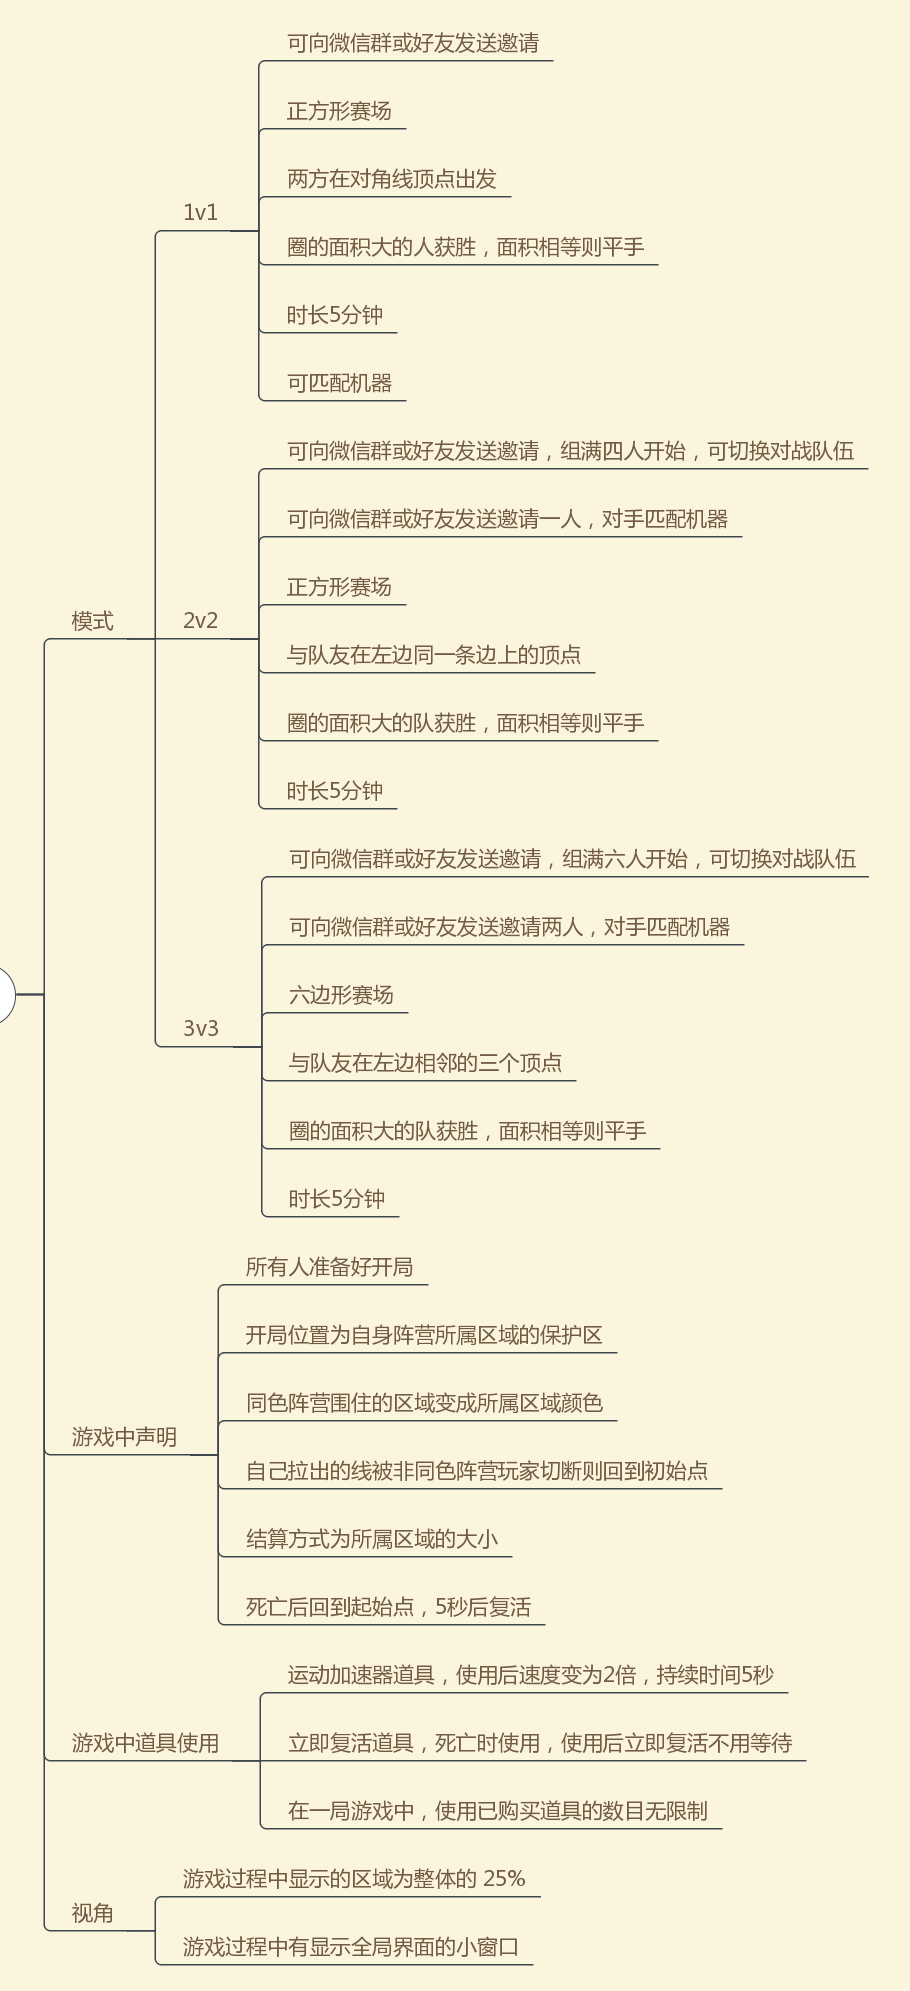 可向微信群或好友发送邀请
正方形赛场
两方在对角线顶点出发
1v1
圈的面积大的人获胜，面积相等则平手
时长5分钟
可匹配机器
可向微信群或好友发送邀请，组满四人开始，可切换对战队伍
可向微信群或好友发送邀请一人，对手匹配机器
正方形赛场
模式
2v2
与队友在左边同一条边上的顶点
圈的面积大的队获胜，面积相等则平手
时长5分钟
可向微信群或好友发送邀请，组满六人开始，可切换对战队伍
可向微信群或好友发送邀请两人，对手匹配机器
六边形赛场
3v3
与队友在左边相邻的三个顶点
圈的面积大的队获胜，面积相等则平手
时长5分钟
所有人准备好开局
开局位置为自身阵营所属区域的保护区
同色阵营围住的区域变成所属区域颜色
游戏中声明
自己拉出的线被非同色阵营玩家切断则回到初始点
结算方式为所属区域的大小
死亡后回到起始点，5秒后复活
运动加速器道具，使用后速度变为2倍，持续时间5秒
游戏中道具使用
立即复活道具，死亡时使用，使用后立即复活不用等待
在一局游戏中，使用已购买道具的数目无限制
游戏过程中显示的区域为整体的 25%
视角
游戏过程中有显示全局界面的小窗口